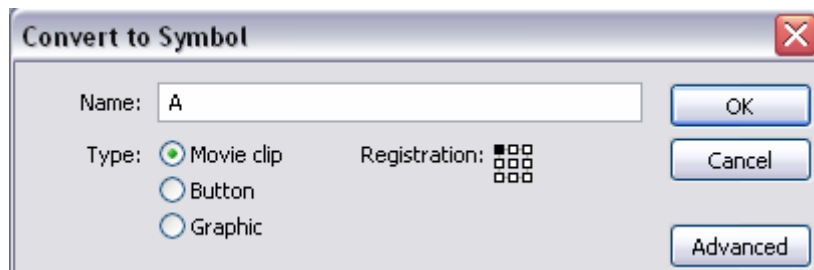 Convert to Symbol
Name: A OK
Type: Movie clip Registration: Cancel
Button
Graphic
Advanced